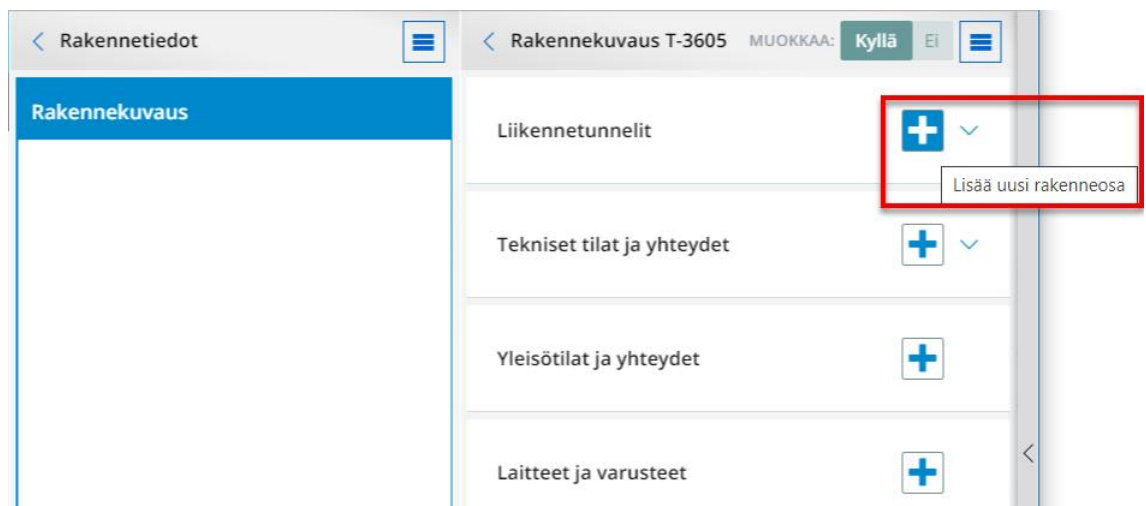 Rakennetiedot
Rakennekuvaus T-3605 MUOKKAA: Kyllä Ei
Rakennekuvaus
Liikennetunnelit
Lisää uusi rakenneosa
Tekniset tilat ja yhteydet
Yleisötilat ja yhteydet
Laitteet ja varusteet